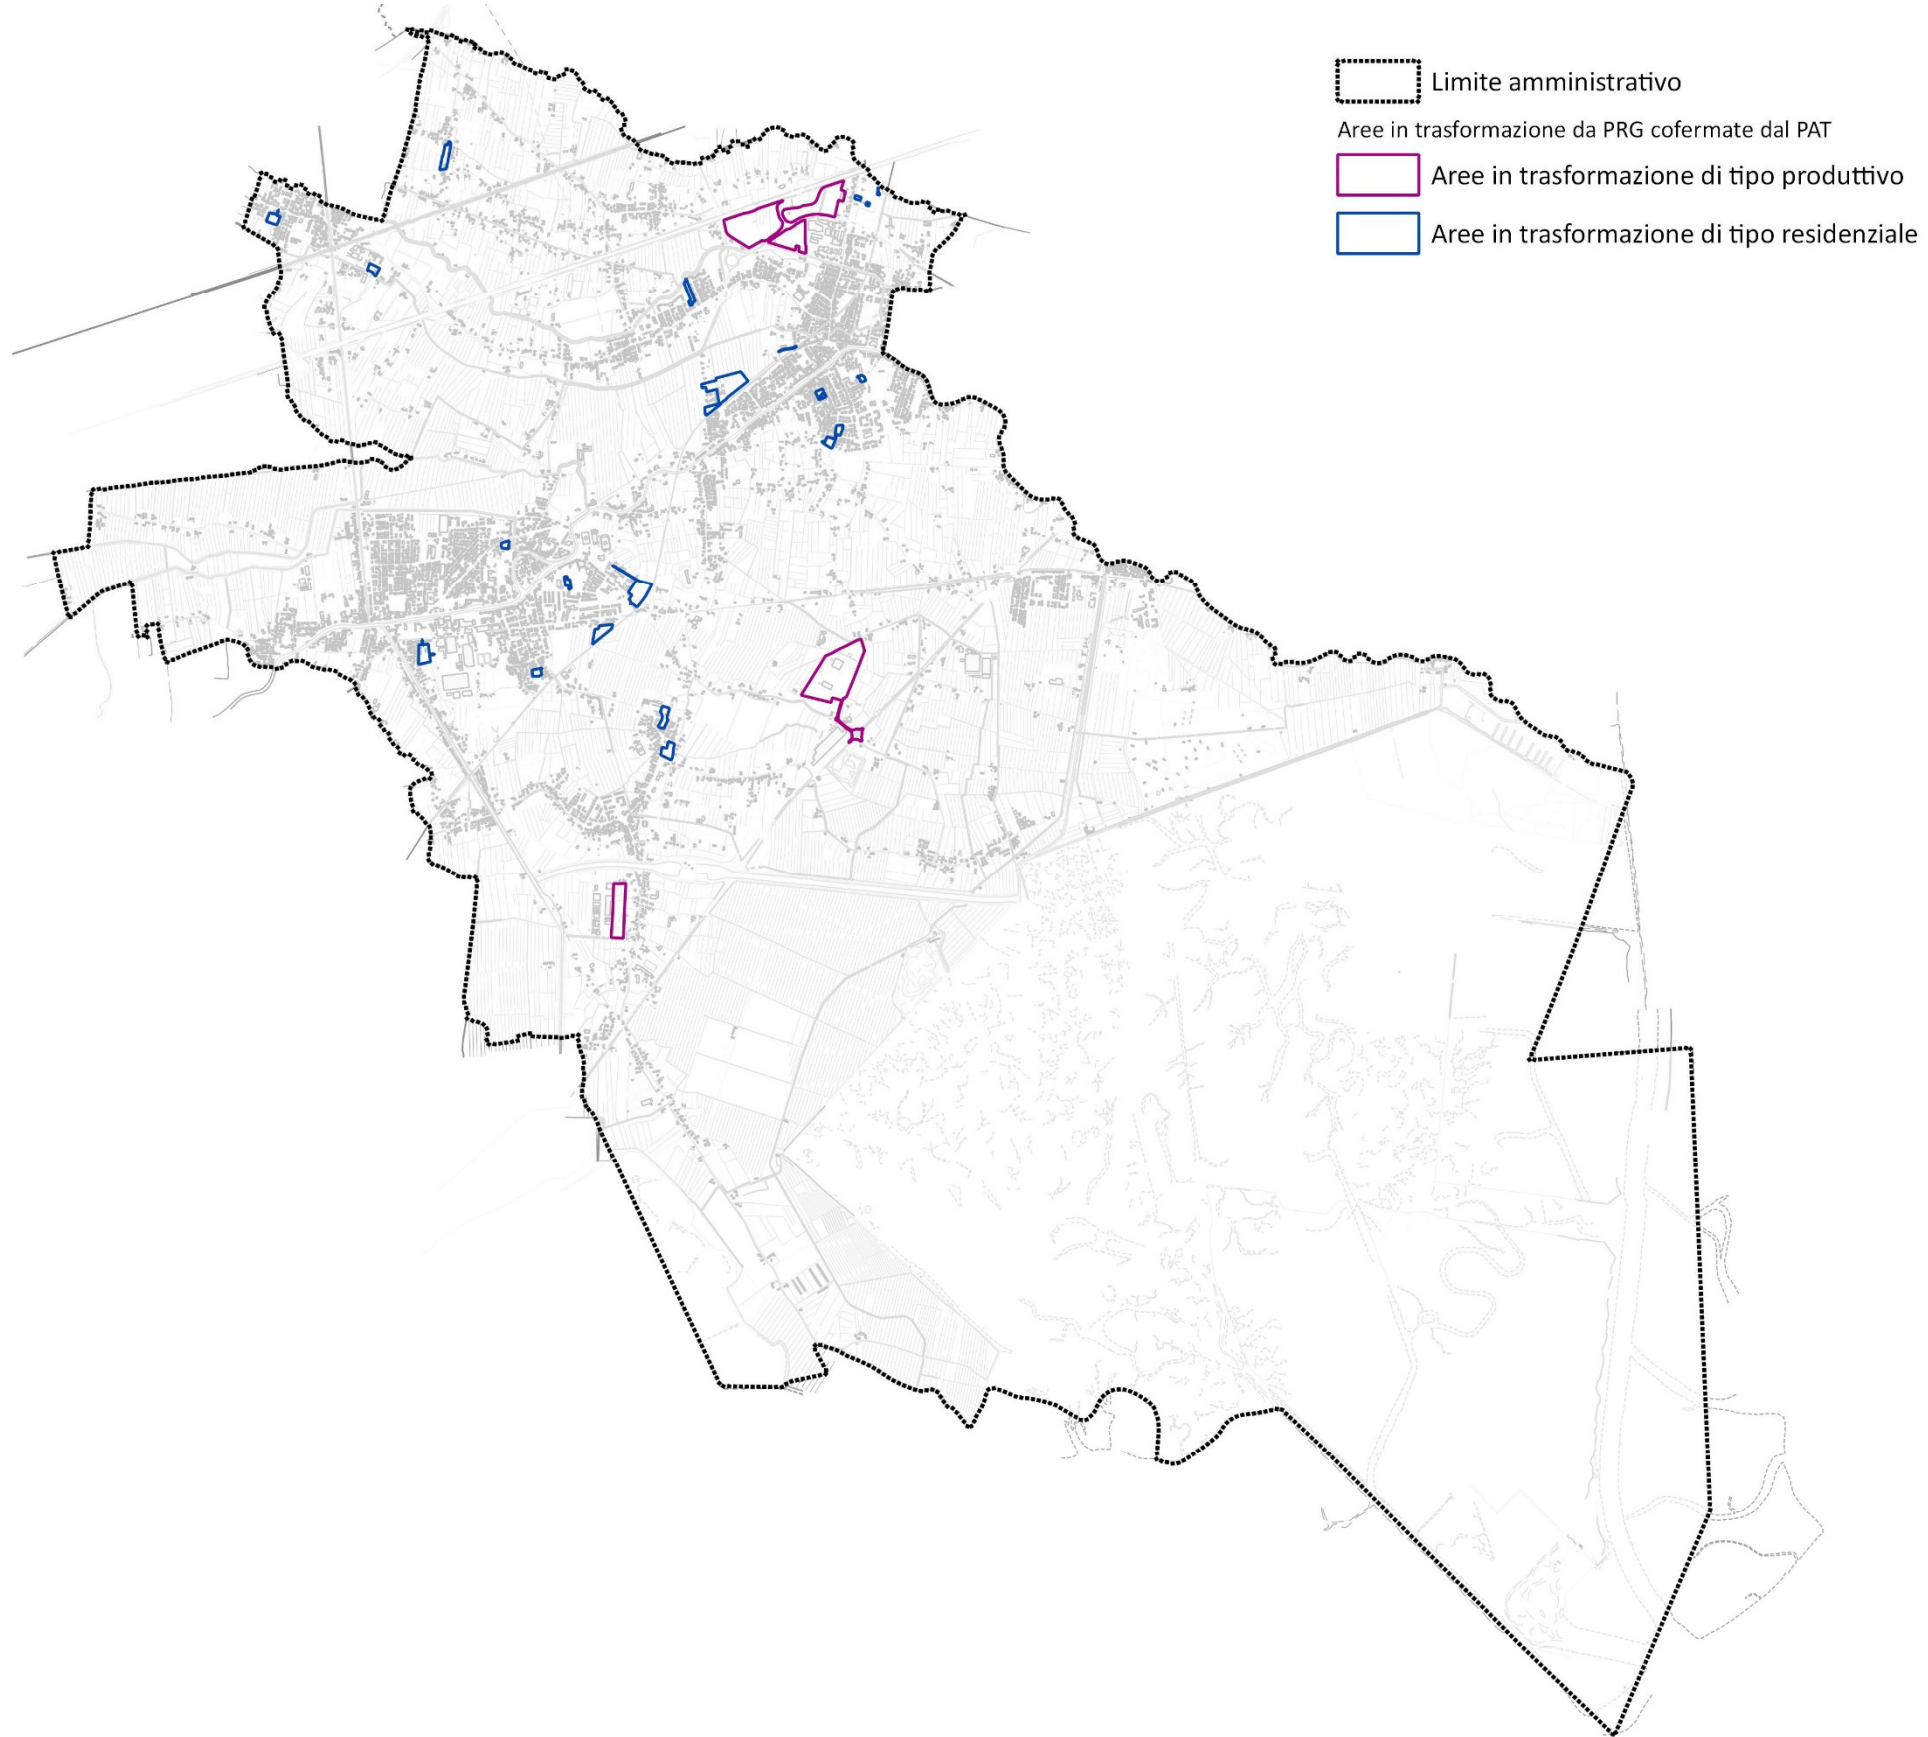 Limite amministrativo
Aree in trasformazione da PRG cofermate dal PAT
Aree in trasformazione di tipo produttivo
Aree in trasformazione di tipo residenziale